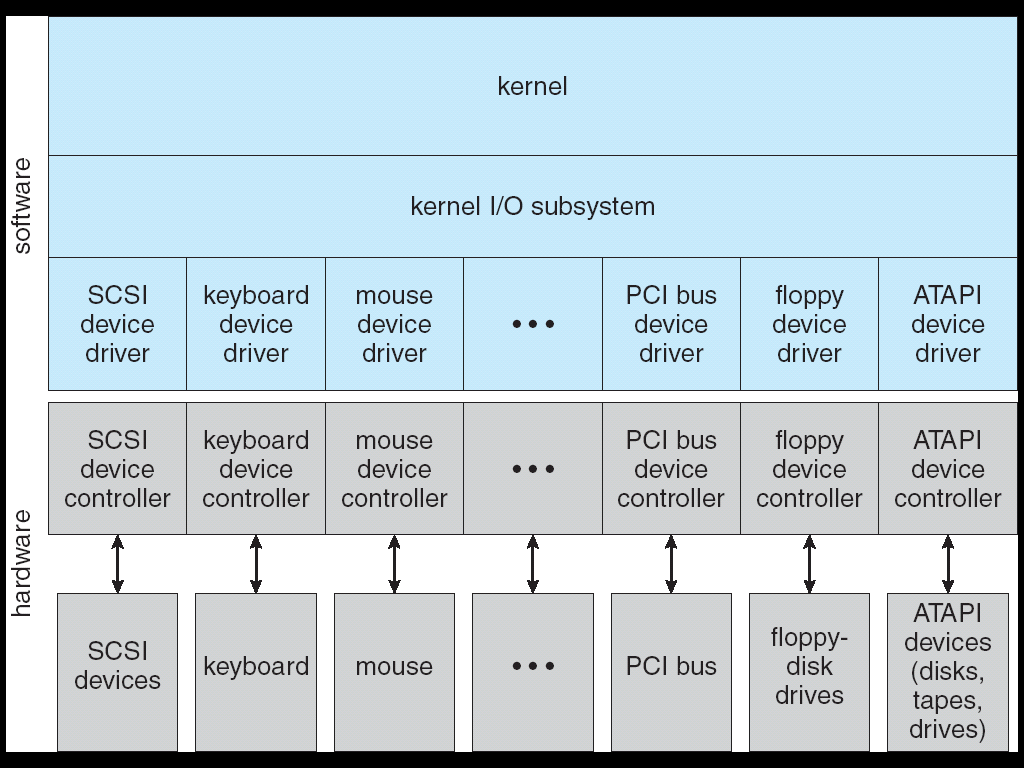 software
kernel
kernel I/O subsystem
SCSI
device
driver
keyboard
device
driver
mouse
device
driver
•••
PCI bus
device
driver
floppy
device
driver
ATAPI
device
driver
hardware
SCSI
device
controller
keyboard
device
controller
mouse
device
controller
•••
PCI bus
device
controller
floppy
device
controller
ATAPI
device
controller
SCSI
devices
keyboard
mouse
•••
PCI bus
floppy-
disk
drives
ATAPI
devices
(disks,
tapes,
drives)